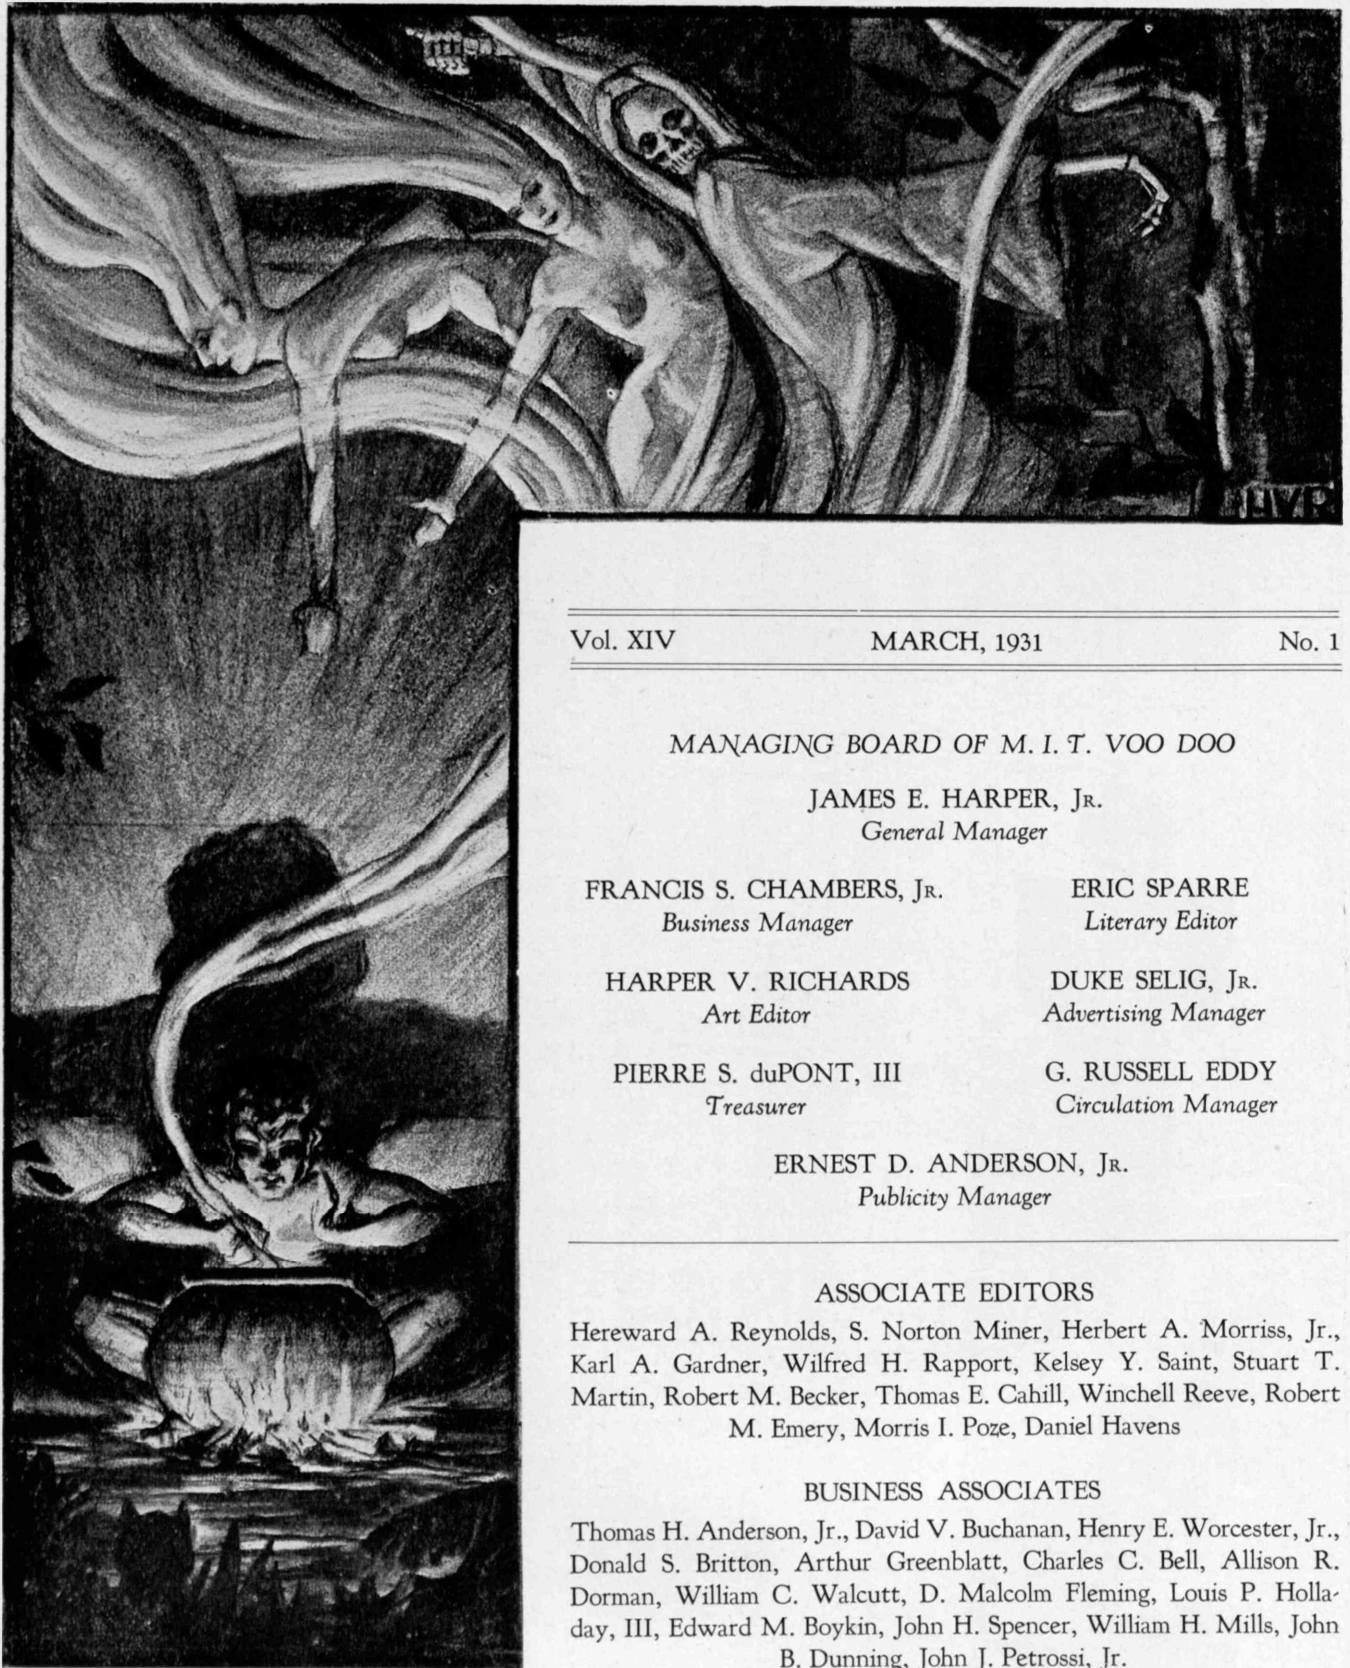 HVR
Vol. XIV MARCH, 1931 No. 1
MANAGING BOARD OF M. I. T. VOO DOO
JAMES E. HARPER, JR.
General Manager
FRANCIS S. CHAMBERS, JR. ERIC SPARRE
Business Manager Literary Editor
HARPER V. RICHARDS DUKE SELIG, JR.
Art Editor Advertising Manager
PIERRE S. duPONT, III G. RUSSELL EDDY
Treasurer Circulation Manager
ERNEST D. ANDERSON, JR.
Publicity Manager
ASSOCIATE EDITORS
Hereward A. Reynolds, S. Norton Miner, Herbert A. Morriss, Jr.,
Karl A. Gardner, Wilfred H. Rapport, Kelsey Y. Saint, Stuart T.
Martin, Robert M. Becker, Thomas E. Cahill, Winchell Reeve, Robert
M. Emery, Morris I. Poze, Daniel Havens
BUSINESS ASSOCIATES
Thomas H. Anderson, Jr., David V. Buchanan, Henry E. Worcester, Jr.,
Donald S. Britton, Arthur Greenblatt, Charles C. Bell, Allison R.
Dorman, William C. Walcutt, D. Malcolm Fleming, Louis P. Holla-
day, III, Edward M. Boykin, John H. Spencer, William H. Mills, John
B. Dunning, John J. Petrossi, Jr.